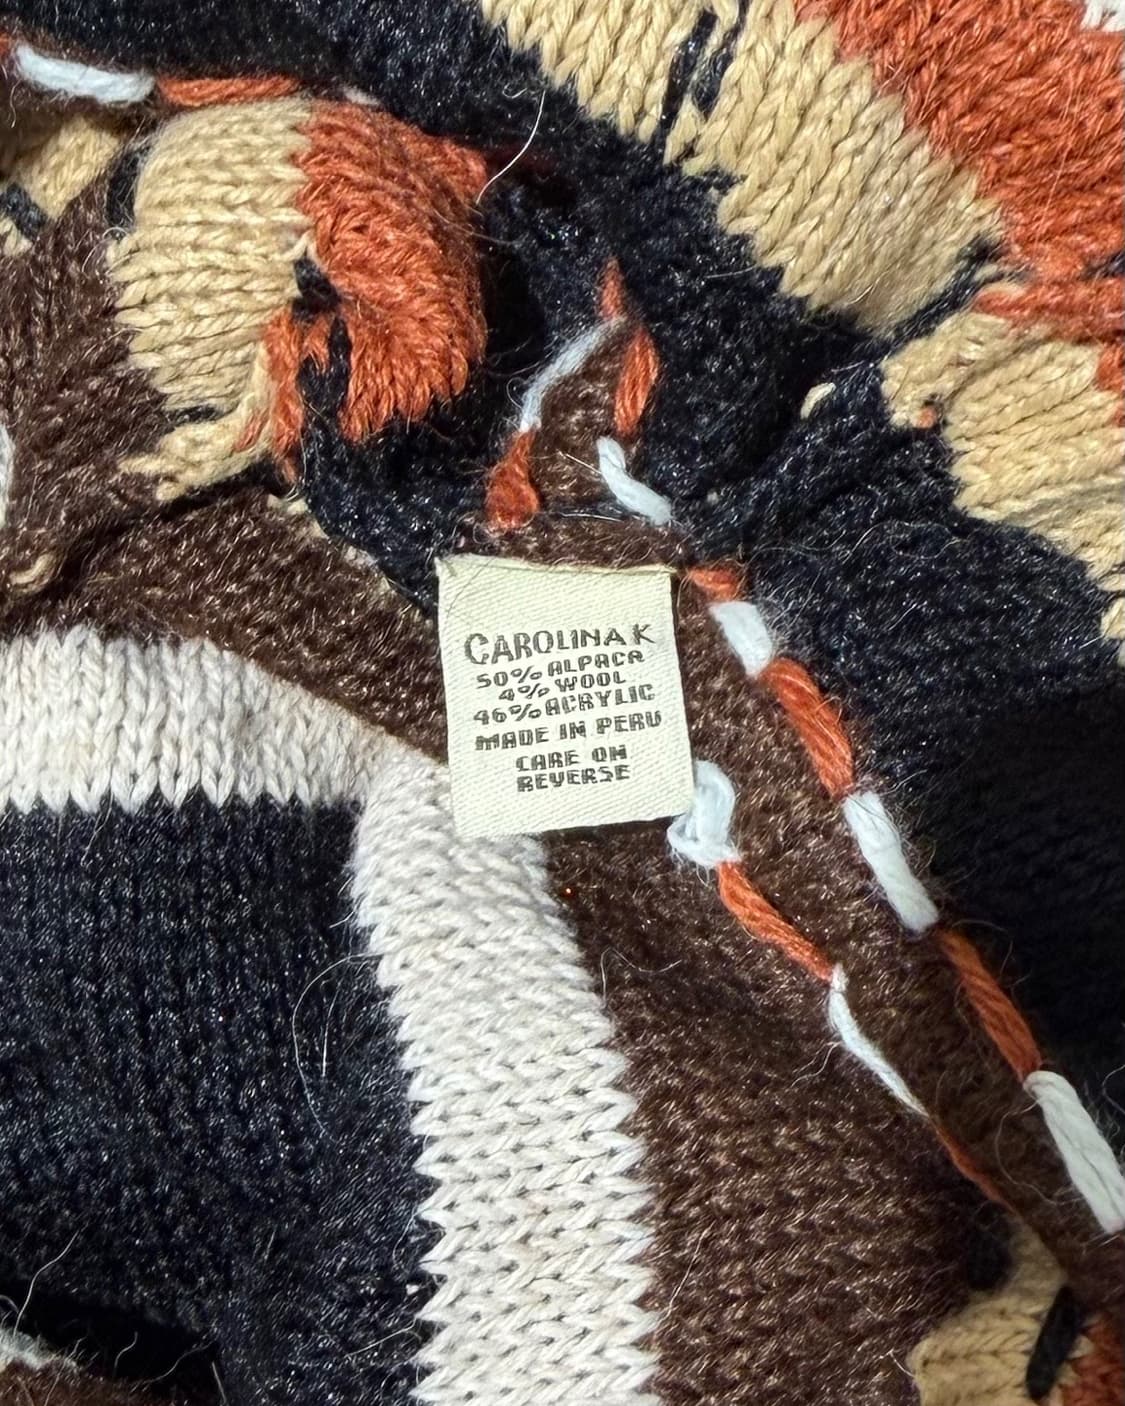 CAROLINA K
50% ALPACA
4% WOOL
46% ACRYLIC
MADE IN PERU
CARE ON
REVERSE